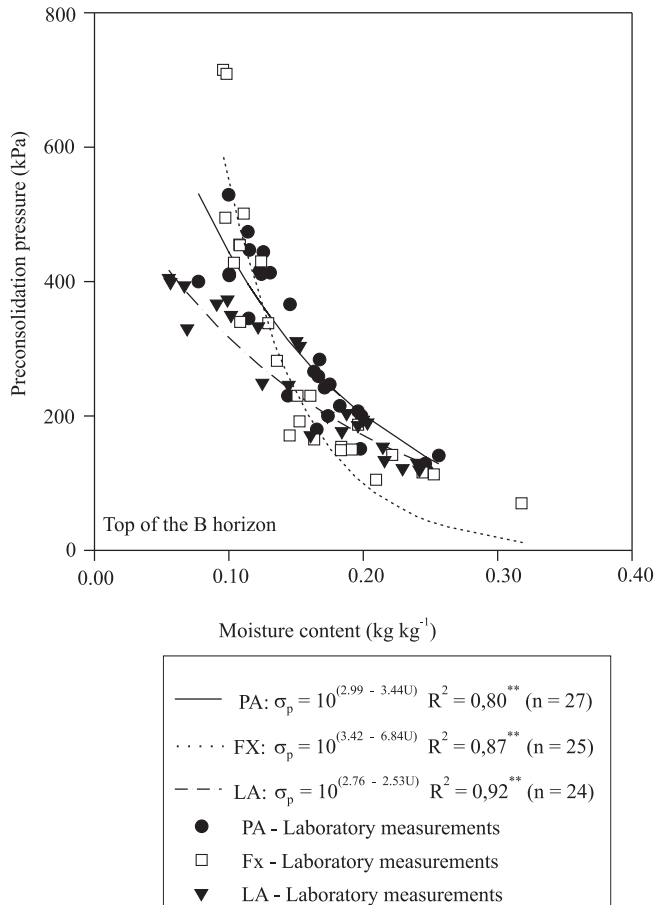 800
600
400
200
0
Preconsolidation pressure (kPa)
Top of the B horizon
0.00 0.10 0.20 0.30 0.40
Moisture content (kg kg⁻¹)
PA: σₚ = 10^(2.99 - 3.44U) R² = 0,80** (n = 27)
FX: σₚ = 10^(3.42 - 6.84U) R² = 0,87** (n = 25)
LA: σₚ = 10^(2.76 - 2.53U) R² = 0,92** (n = 24)
PA - Laboratory measurements
Fx - Laboratory measurements
LA - Laboratory measurements